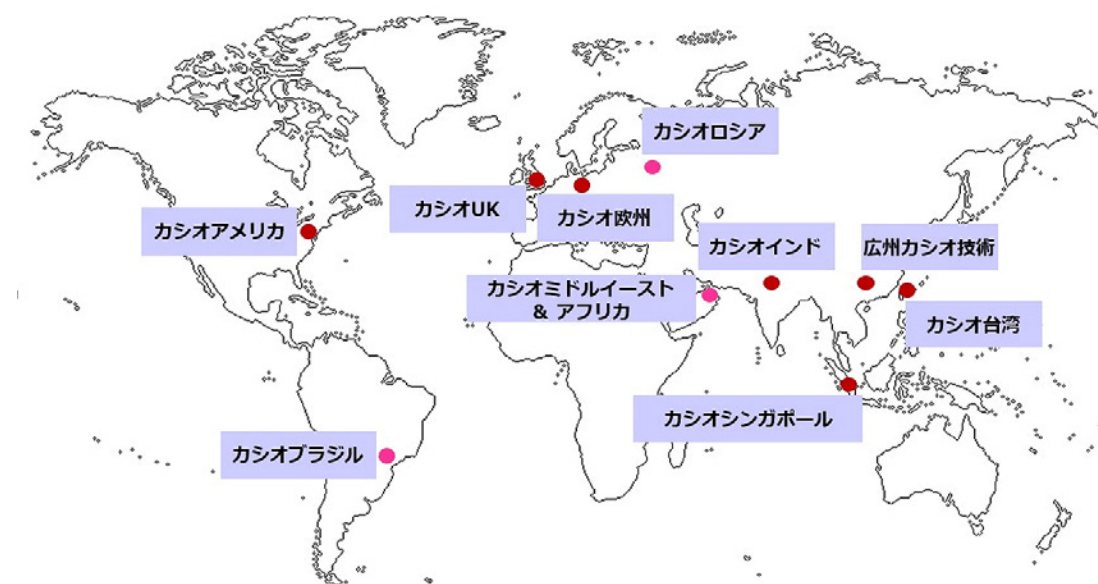 カシオロシア
カシオUK
カシオ欧州
カシオアメリカ
カシオインド
広州カシオ技術
カシオミドルイースト
& アフリカ
カシオ台湾
カシオシンガポール
カシオブラジル